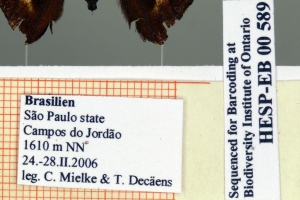 Brasilien
São Paulo state
Campos do Jordão
1610 m NN
24.-28.II.2006
leg. C. Mielke & T. Decäens
Sequenced for Barcoding at
Biodiversity Institute of Ontario
HESP-EB 00 589